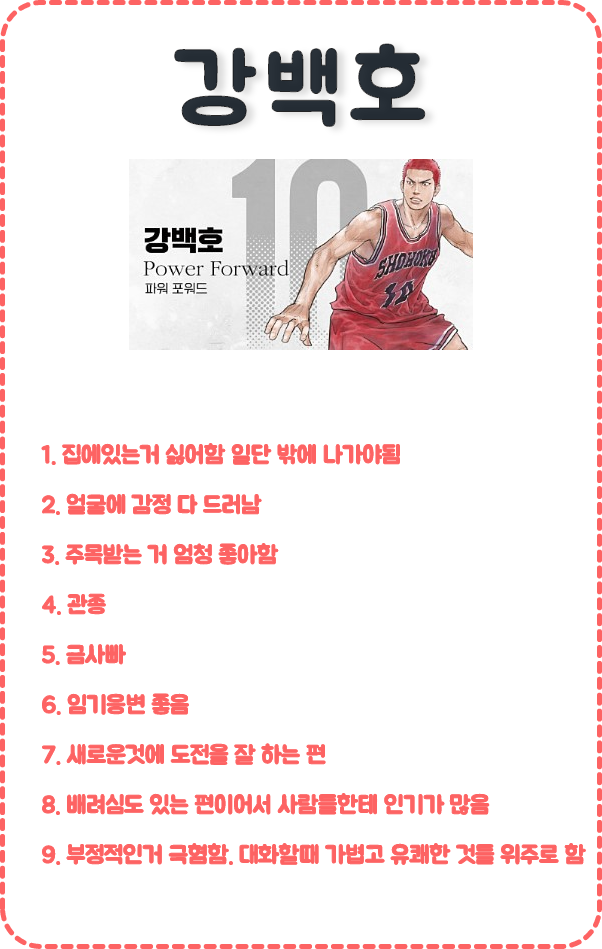 강백호
10
강백호
Power Forward
파워 포워드
SHOHOKU
10
1. 집에있는거 싫어함 일단 밖에 나가야됨
2. 얼굴에 감정 다 드러남
3. 주목받는 거 엄청 좋아함
4. 관종
5. 금사빠
6. 임기응변 좋음
7. 새로운것에 도전을 잘 하는 편
8. 배려심도 있는 편이어서 사람들한테 인기가 많음
9. 부정적인거 극혐함. 대화할때 가볍고 유쾌한 것들 위주로 함